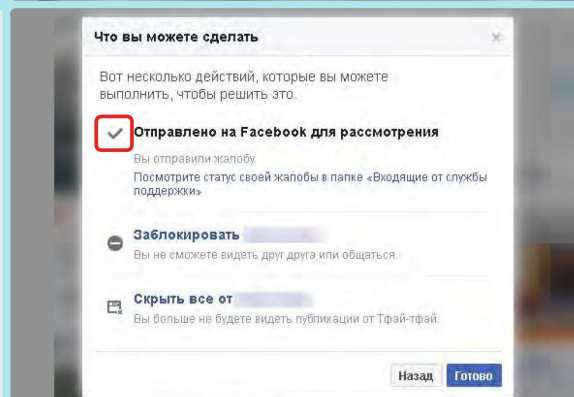 Что вы можете сделать
Вот несколько действий, которые вы можете
выполнить, чтобы решить это.
Отправлено на Facebook для рассмотрения
Вы отправили жалобу.
Посмотрите статус своей жалобы в папке «Входящие от службы
поддержки»
Заблокировать
Вы не сможете видеть друг друга или общаться.
Скрыть все от
Вы больше не будете видеть публикации от Тфай-тфай.
Назад Готово